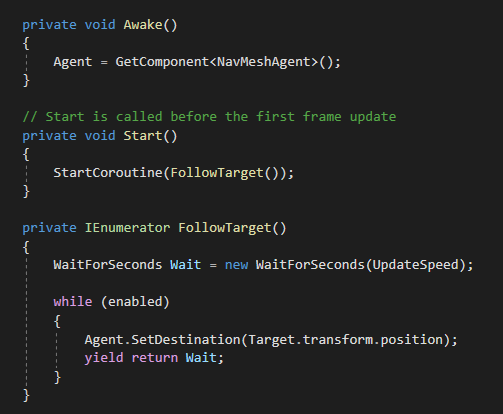 private void Awake()
{
    Agent = GetComponent<NavMeshAgent>();
}
// Start is called before the first frame update
private void Start()
{
    StartCoroutine(FollowTarget());
}
private IEnumerator FollowTarget()
{
    WaitForSeconds Wait = new WaitForSeconds(UpdateSpeed);
    while (enabled)
    {
        Agent.SetDestination(Target.transform.position);
        yield return Wait;
    }
}